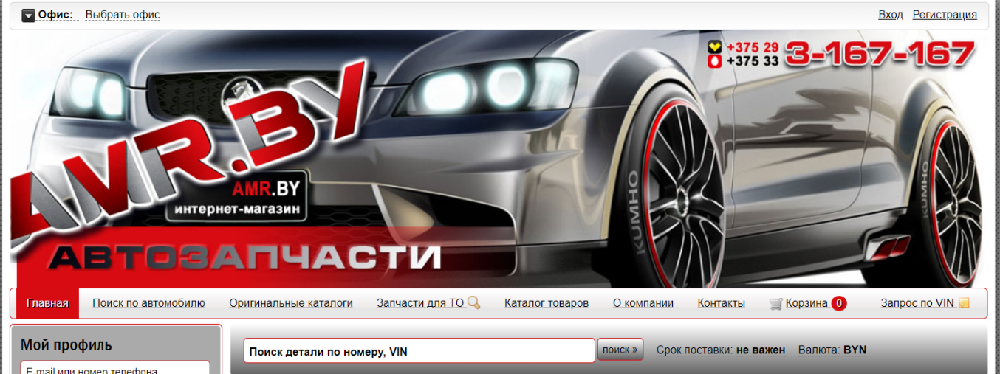 Офис: Выбрать офис
Вход Регистрация
+375 29
+375 33
3-167-167
AMR.BY
AMR.BY
интернет-магазин
АВТОЗАПЧАСТИ
KUMHO
KUMHO
Главная Поиск по автомобилю Оригинальные каталоги Запчасти для ТО Каталог товаров О компании Контакты Корзина 0 Запрос по VIN
Мой профиль
Поиск детали по номеру, VIN поиск » Срок поставки: не важен Валюта: BYN
E-mail или номер телефона